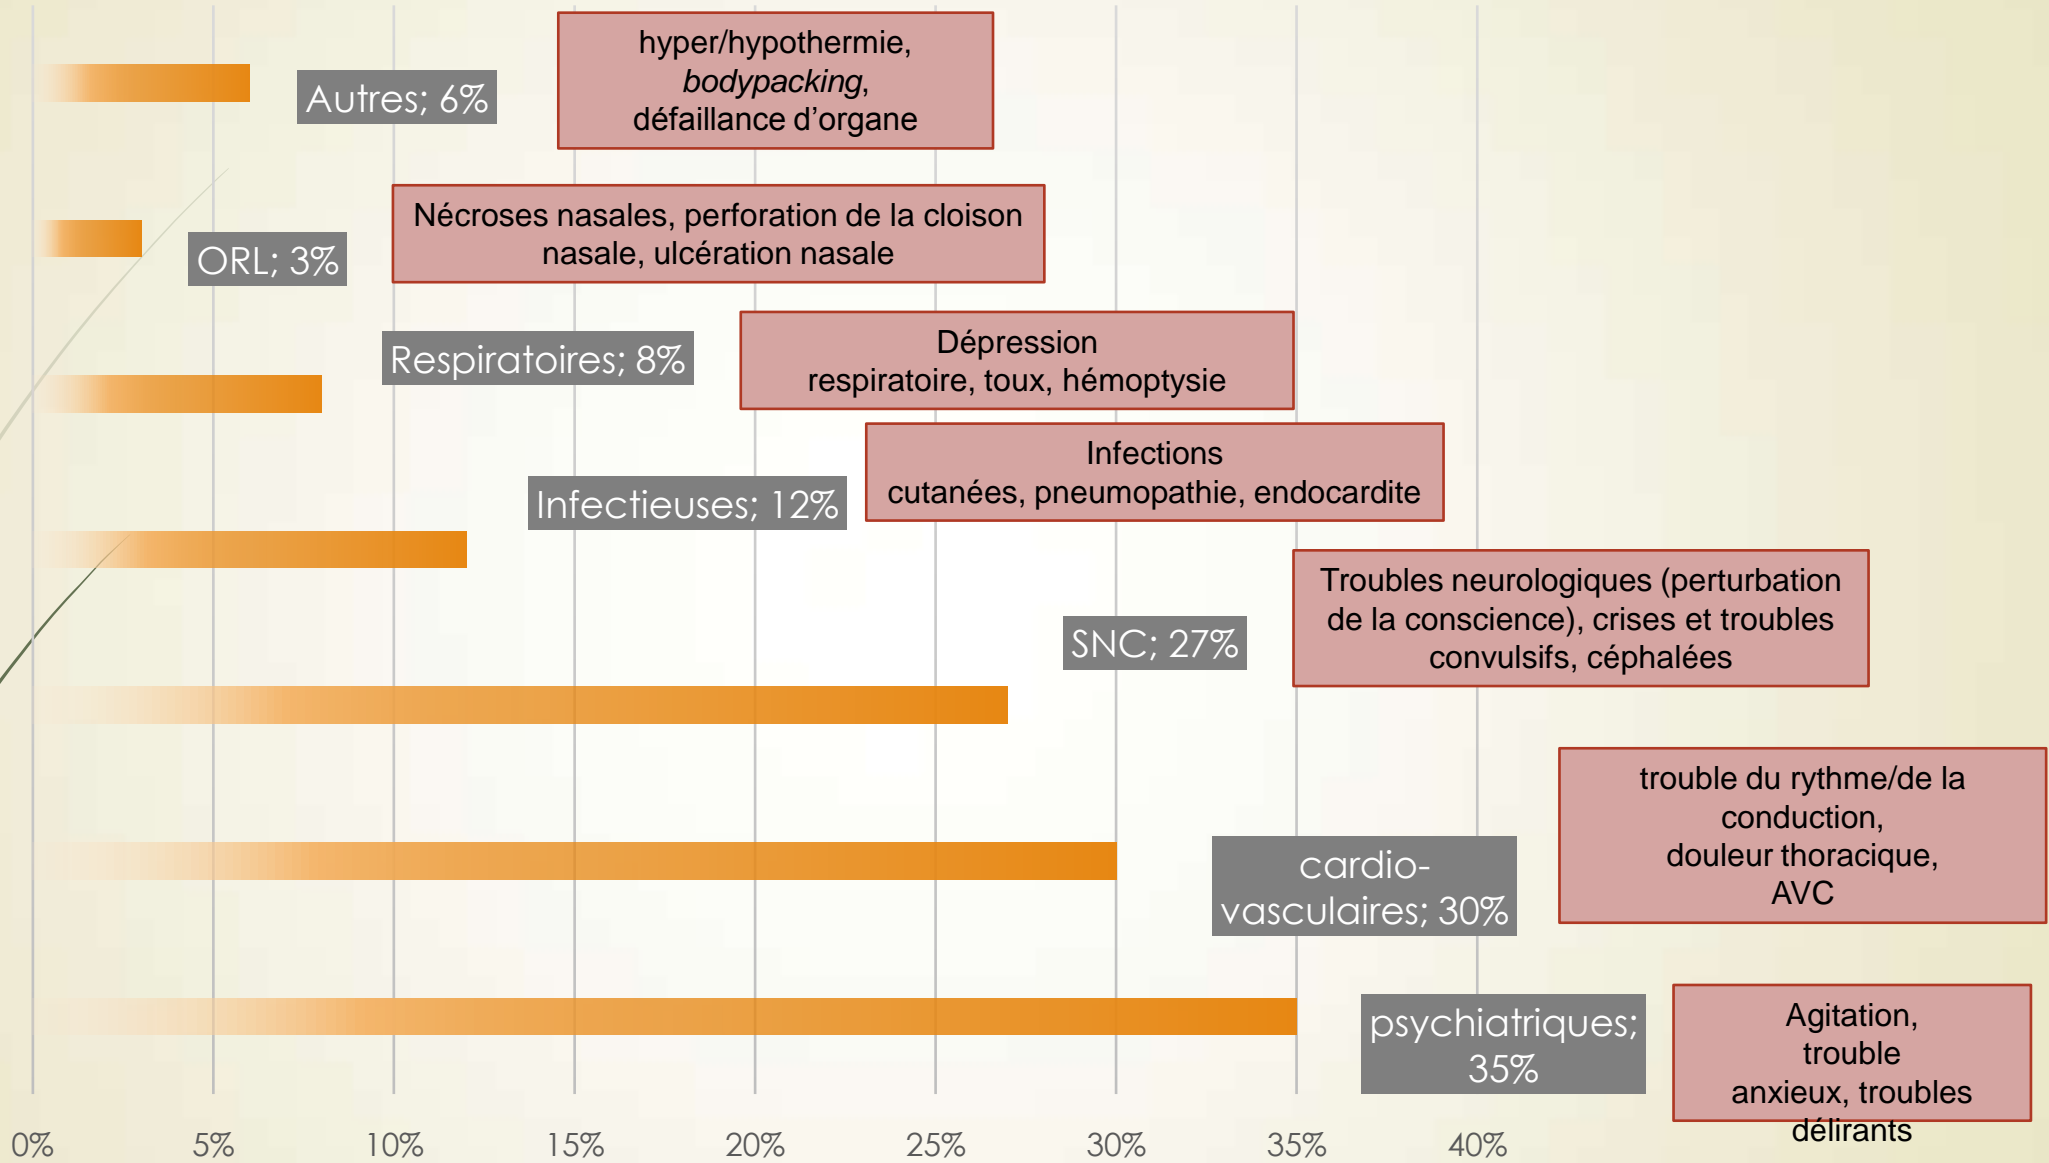 hyper/hypothermie,
bodypacking,
défaillance d'organe
Autres; 6%
Nécroses nasales, perforation de la cloison
nasale, ulcération nasale
ORL; 3%
Respiratoires; 8%
Dépression
respiratoire, toux, hémoptysie
Infections
cutanées, pneumopathie, endocardite
Infectieuses; 12%
Troubles neurologiques (perturbation
de la conscience), crises et troubles
convulsifs, céphalées
SNC; 27%
trouble du rythme/de la
conduction,
douleur thoracique,
AVC
cardio-
vasculaires; 30%
psychiatriques;
35%
Agitation,
trouble
anxieux, troubles
délirants
0% 5% 10% 15% 20% 25% 30% 35% 40%